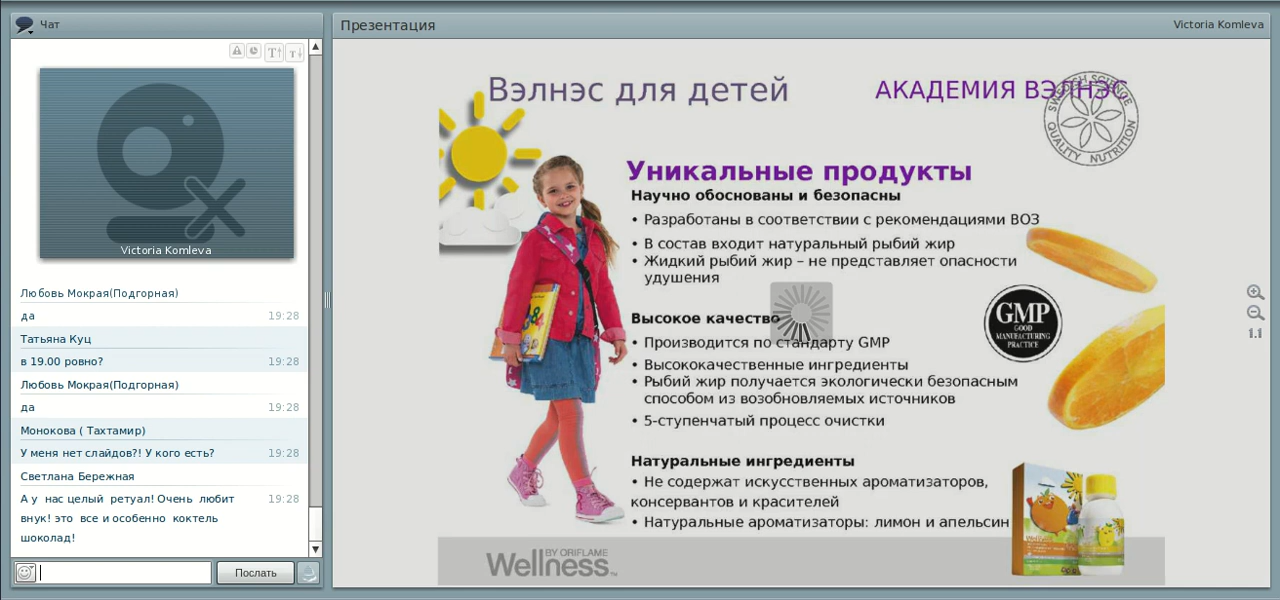 Чат
Victoria Komleva
Любовь Мокрая(Подгорная)
да 19:28
Татьяна Куц
в 19.00 ровно? 19:28
Любовь Мокрая(Подгорная)
да 19:28
Монокова ( Тахтамир)
У меня нет слайдов?! У кого есть? 19:28
Светлана Бережная
А у нас целый ретуал! Очень любит 19:28
внук! это все и особенно коктель
шоколад!
Послать
Презентация
Victoria Komleva
Вэлнэс для детей
АКАДЕМИЯ ВЭЛНЭС
SWEDISH SCIENCE
QUALITY NUTRITION
Уникальные продукты
Научно обоснованы и безопасны
• Разработаны в соответствии с рекомендациями ВОЗ
• В состав входит натуральный рыбий жир
• Жидкий рыбий жир – не представляет опасности
удушения
Высокое качество
• Производится по стандарту GMP
• Высококачественные ингредиенты
• Рыбий жир получается экологически безопасным
способом из возобновляемых источников
• 5-ступенчатый процесс очистки
GMP
GOOD
MANUFACTURING
PRACTICE
Натуральные ингредиенты
• Не содержат искусственных ароматизаторов,
консервантов и красителей
• Натуральные ароматизаторы: лимон и апельсин
BY ORIFLAME
Wellness™
1.1